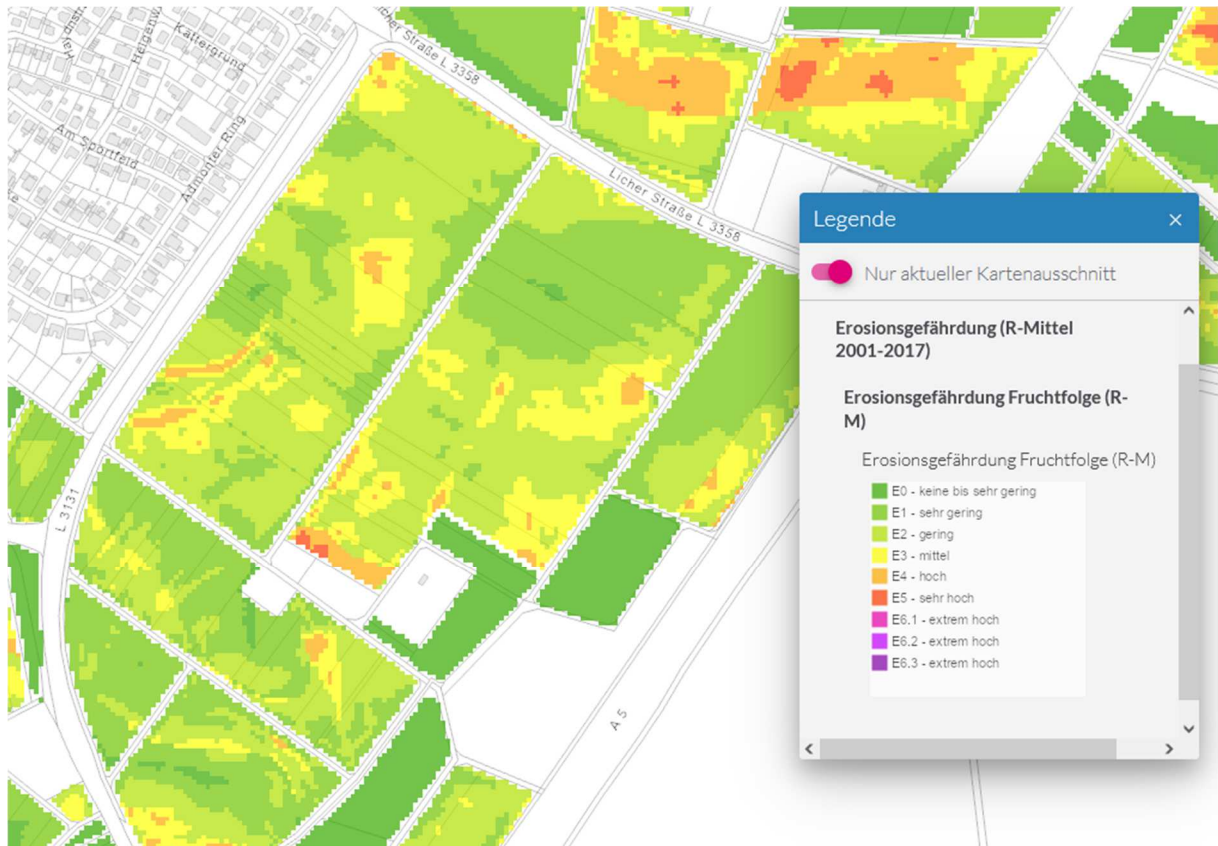 Kattergrund
Am Sportfeld
Admonter Ring
Licher Straße L 3358
Licher Straße L 3358
L 3131
A 5
Legende
×
Nur aktueller Kartenausschnitt
Erosionsgefährdung (R-Mittel
2001-2017)
Erosionsgefährdung Fruchtfolge (R-
M)
Erosionsgefährdung Fruchtfolge (R-M)
E0 - keine bis sehr gering
E1 - sehr gering
E2 - gering
E3 - mittel
E4 - hoch
E5 - sehr hoch
E6.1 - extrem hoch
E6.2 - extrem hoch
E6.3 - extrem hoch